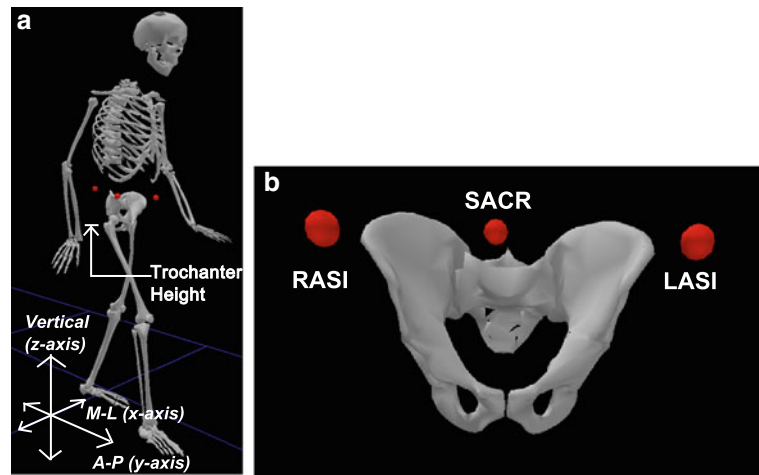 a
Trochanter
Height
Vertical
(z-axis)
M-L (x-axis)
A-P (y-axis)
b
SACR
RASI
LASI